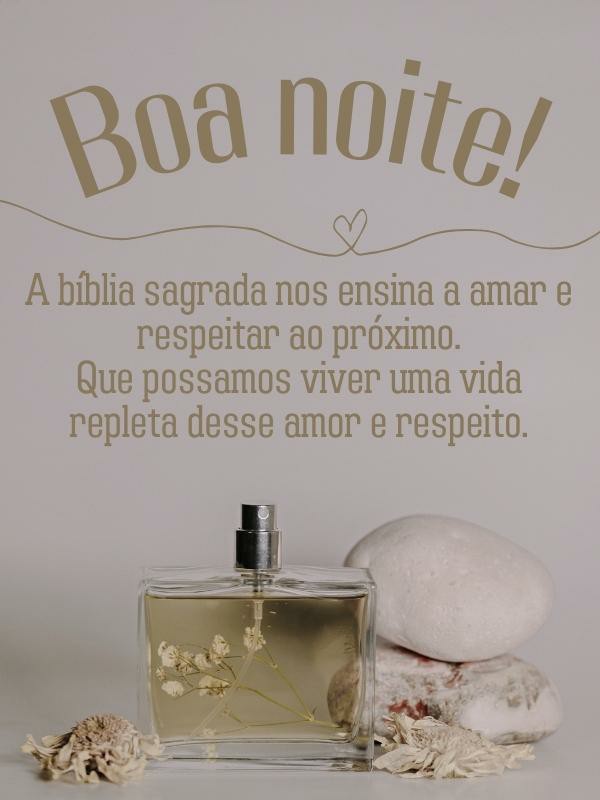 Boa noite!
A bíblia sagrada nos ensina a amar e
respeitar ao próximo.
Que possamos viver uma vida
repleta desse amor e respeito.